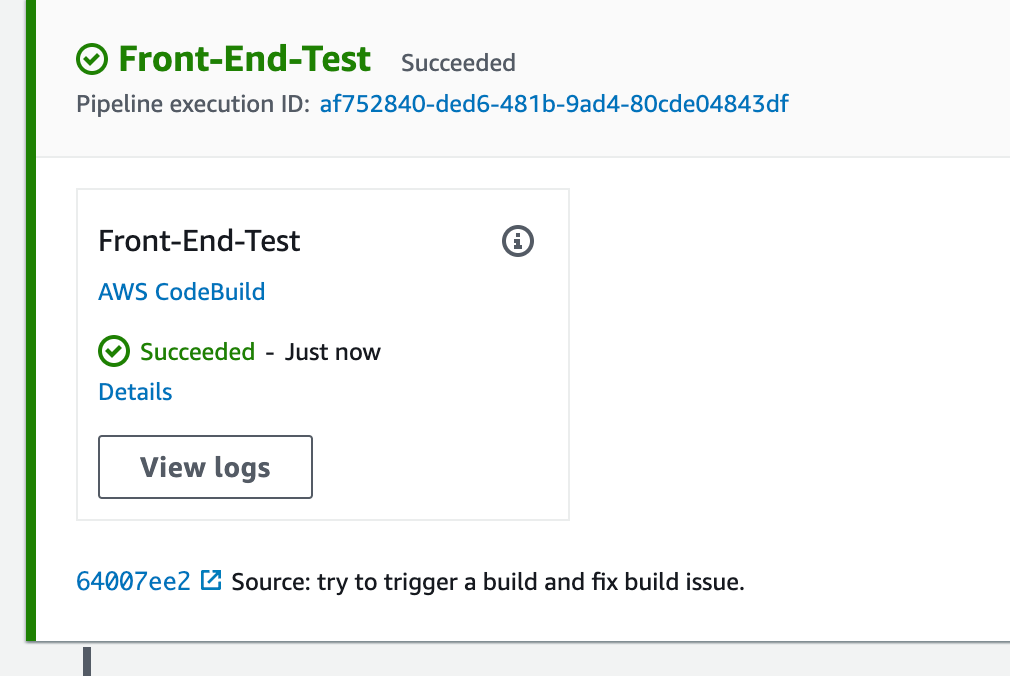 Front-End-Test Succeeded
Pipeline execution ID: af752840-ded6-481b-9ad4-80cde04843df
Front-End-Test
AWS CodeBuild
Succeeded - Just now
Details
View logs
64007ee2 Source: try to trigger a build and fix build issue.